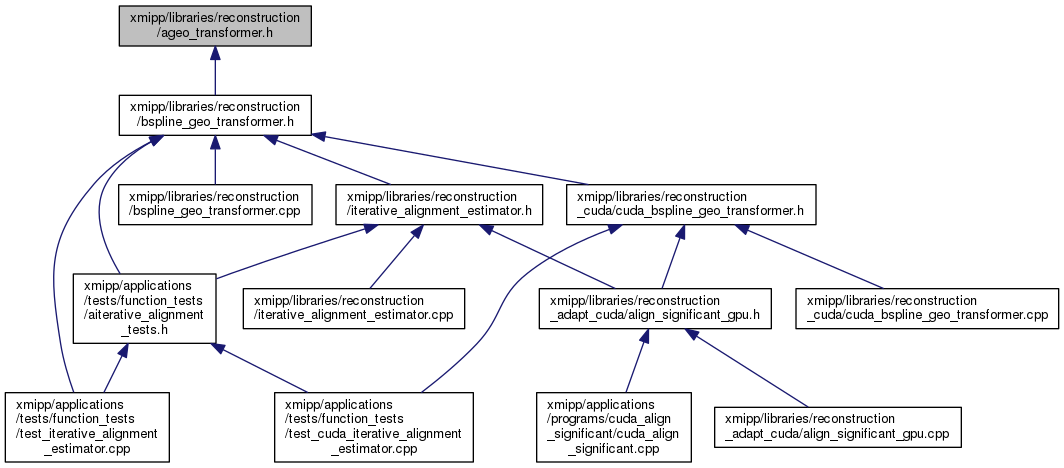 xmipp/libraries/reconstruction
/ageo_transformer.h
xmipp/libraries/reconstruction
/bspline_geo_transformer.h
xmipp/libraries/reconstruction
/bspline_geo_transformer.cpp
xmipp/libraries/reconstruction
/iterative_alignment_estimator.h
xmipp/libraries/reconstruction
_cuda/cuda_bspline_geo_transformer.h
xmipp/applications
/tests/function_tests
/aiterative_alignment
_tests.h
xmipp/libraries/reconstruction
/iterative_alignment_estimator.cpp
xmipp/libraries/reconstruction
_adapt_cuda/align_significant_gpu.h
xmipp/libraries/reconstruction
_cuda/cuda_bspline_geo_transformer.cpp
xmipp/applications
/tests/function_tests
/test_iterative_alignment
_estimator.cpp
xmipp/applications
/tests/function_tests
/test_cuda_iterative_alignment
_estimator.cpp
xmipp/applications
/programs/cuda_align
_significant/cuda_align
_significant.cpp
xmipp/libraries/reconstruction
_adapt_cuda/align_significant_gpu.cpp